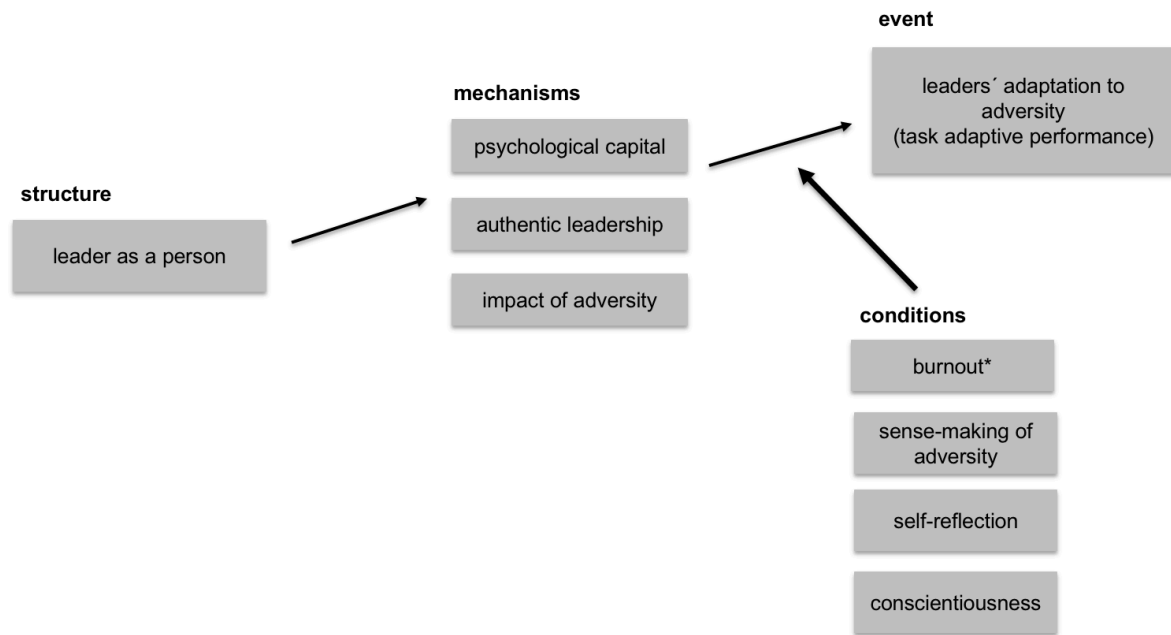 event
leaders´ adaptation to
adversity
(task adaptive performance)
mechanisms
psychological capital
authentic leadership
impact of adversity
structure
leader as a person
conditions
burnout*
sense-making of
adversity
self-reflection
conscientiousness